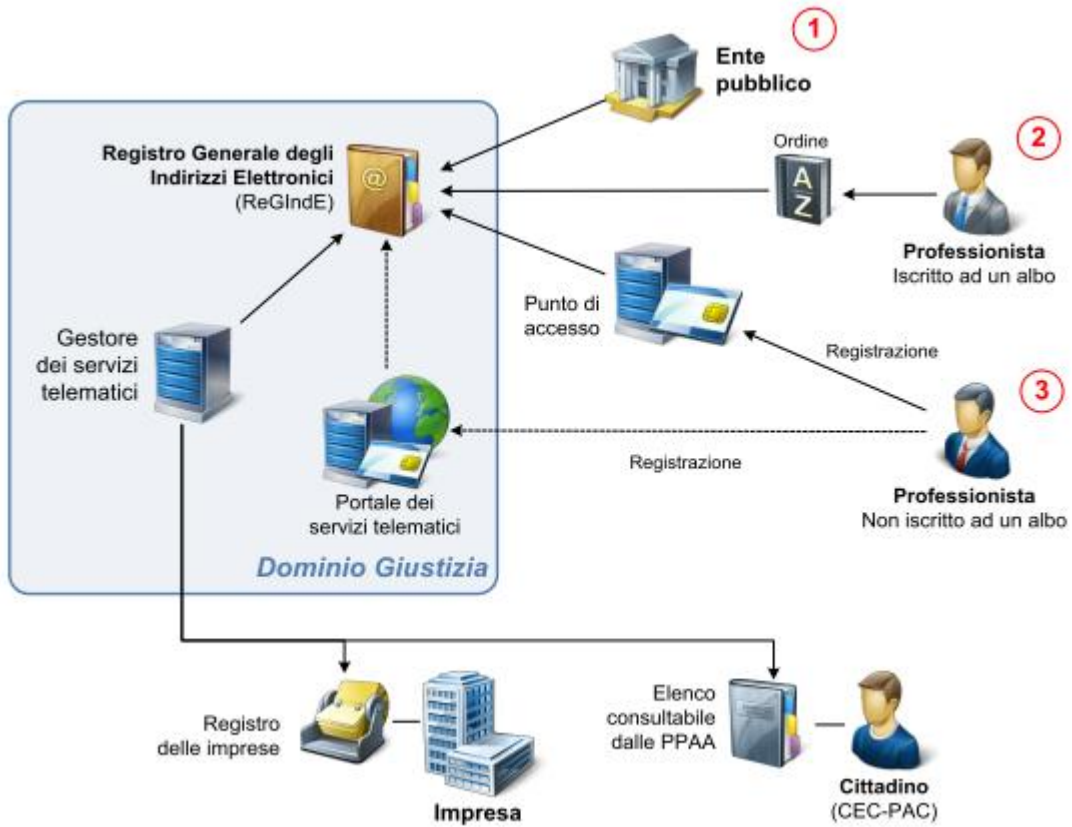 1
Ente
pubblico
Registro Generale degli
Indirizzi Elettronici
(ReGIndE)
@
Ordine
A
Z
2
Professionista
Iscritto ad un albo
Punto di
accesso
Gestore
dei servizi
telematici
Registrazione
3
Registrazione
Professionista
Non iscritto ad un albo
Portale dei
servizi telematici
Dominio Giustizia
Registro
delle imprese
Impresa
Elenco
consultabile
dalle PPAA
Cittadino
(CEC-PAC)